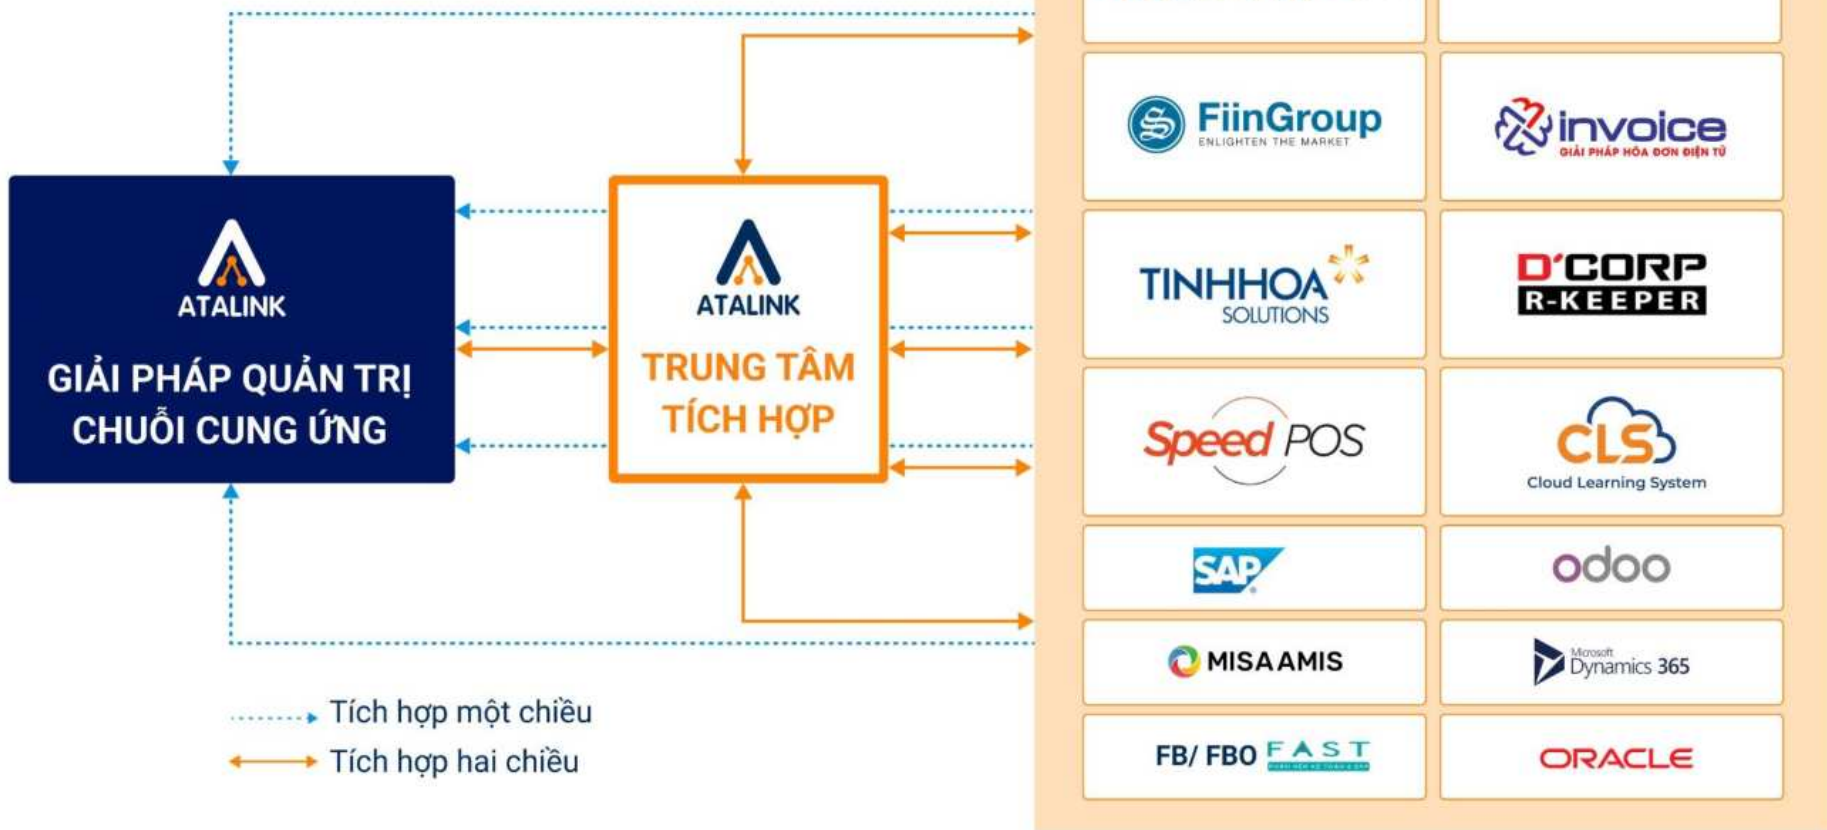 FiinGroup
ENLIGHTEN THE MARKET
invoice
GIẢI PHÁP HÓA ĐƠN ĐIỆN TỬ
ATALINK
GIẢI PHÁP QUẢN TRỊ
CHUỖI CUNG ỨNG
ATALINK
TRUNG TÂM
TÍCH HỢP
TINHHOA
SOLUTIONS
D'CORP
R-KEEPER
Speed POS
CLS
Cloud Learning System
SAP
odoo
MISA AMIS
Microsoft
Dynamics 365
FB/ FBO FAST
ORACLE
Tích hợp một chiều
Tích hợp hai chiều